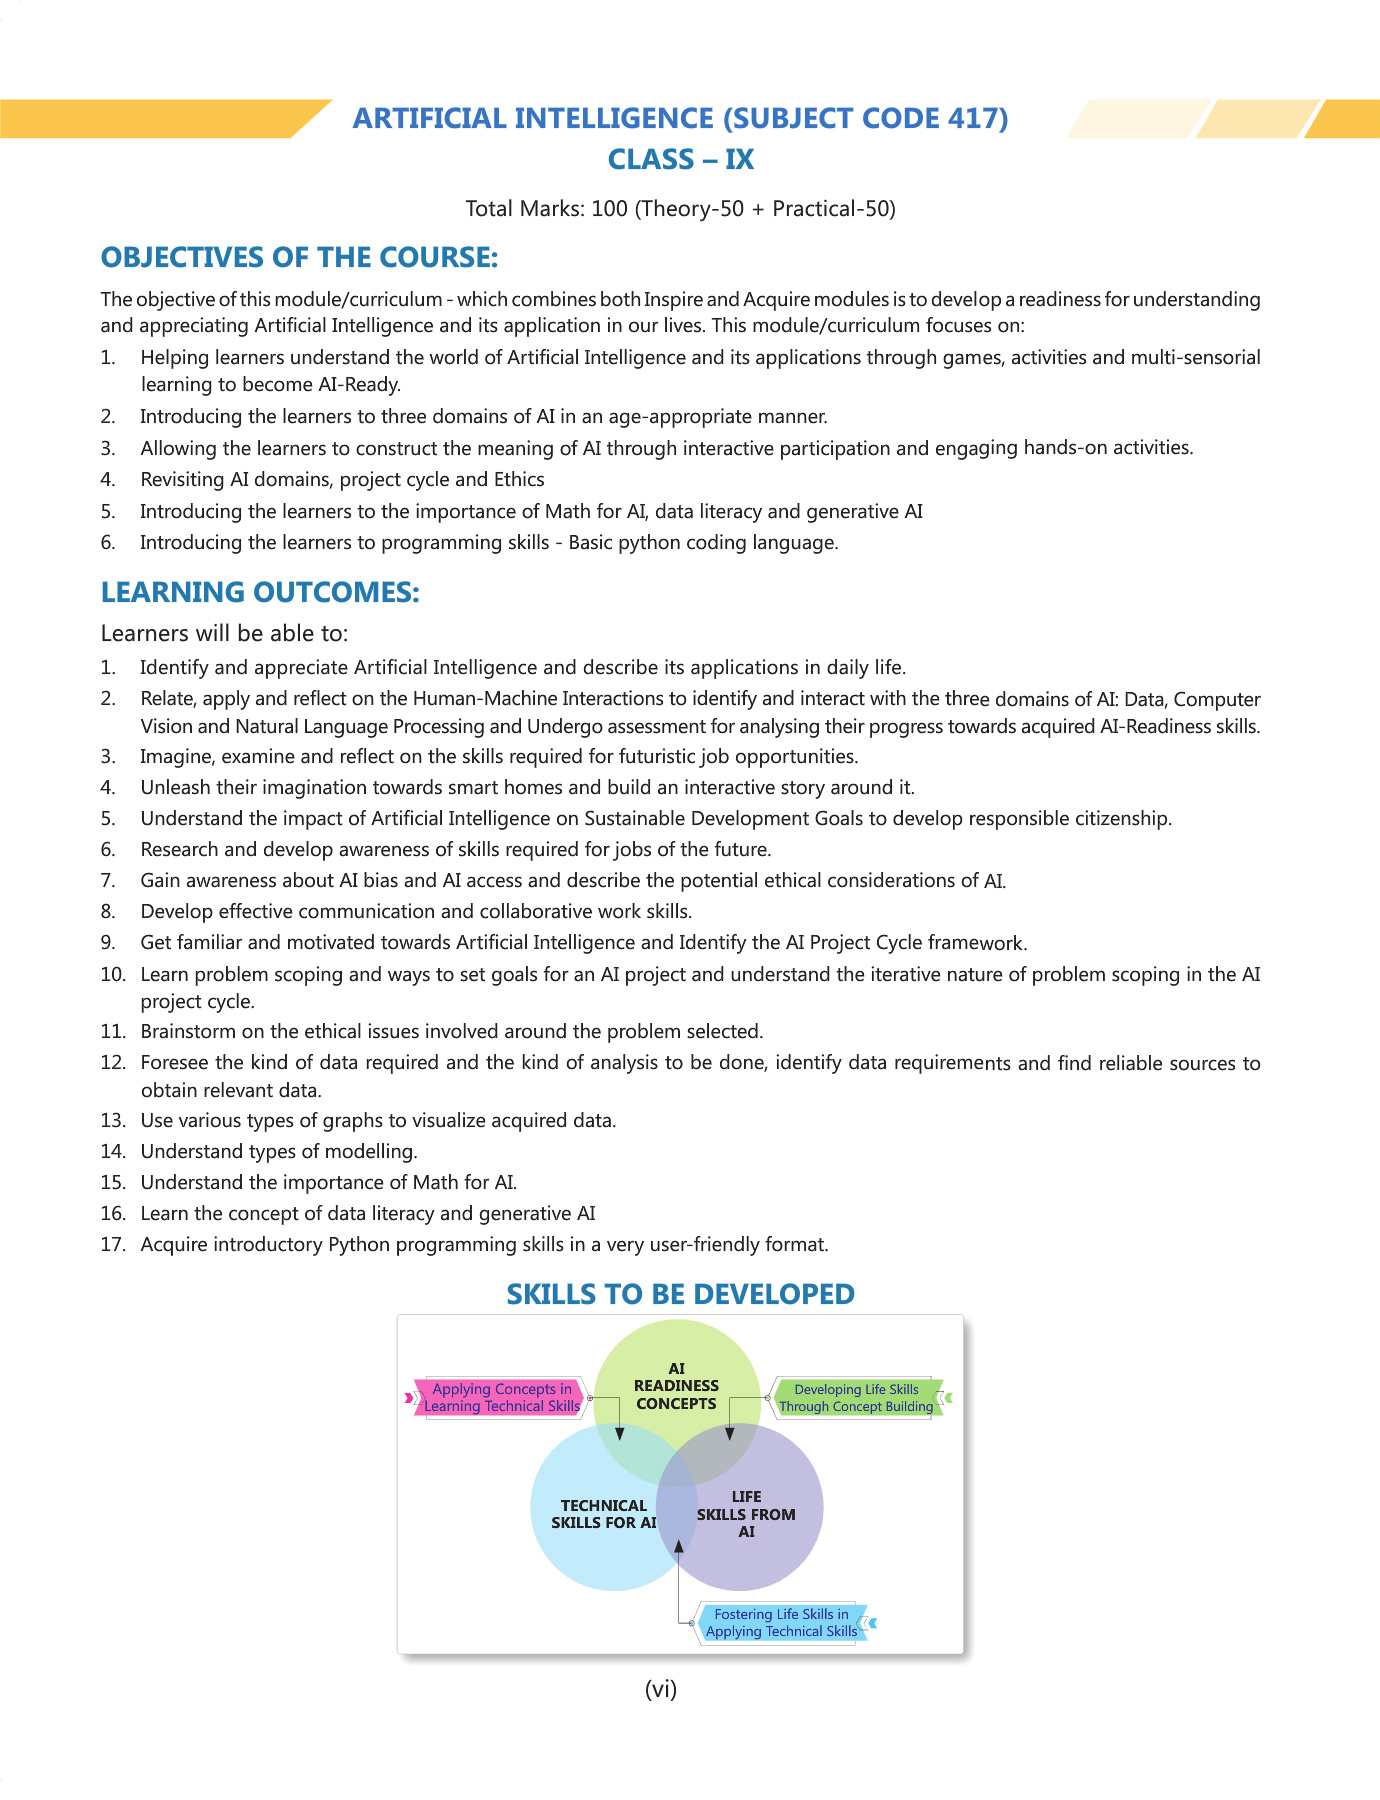 ARTIFICIAL INTELLIGENCE (SUBJECT CODE 417)
CLASS – IX
Total Marks: 100 (Theory-50 + Practical-50)
OBJECTIVES OF THE COURSE:
The objective of this module/curriculum - which combines both Inspire and Acquire modules is to develop a readiness for understanding
and appreciating Artificial Intelligence and its application in our lives. This module/curriculum focuses on:
1. Helping learners understand the world of Artificial Intelligence and its applications through games, activities and multi-sensorial
learning to become AI-Ready.
2. Introducing the learners to three domains of AI in an age-appropriate manner.
3. Allowing the learners to construct the meaning of AI through interactive participation and engaging hands-on activities.
4. Revisiting AI domains, project cycle and Ethics
5. Introducing the learners to the importance of Math for AI, data literacy and generative AI
6. Introducing the learners to programming skills - Basic python coding language.
LEARNING OUTCOMES:
Learners will be able to:
1. Identify and appreciate Artificial Intelligence and describe its applications in daily life.
2. Relate, apply and reflect on the Human-Machine Interactions to identify and interact with the three domains of AI: Data, Computer
Vision and Natural Language Processing and Undergo assessment for analysing their progress towards acquired AI-Readiness skills.
3. Imagine, examine and reflect on the skills required for futuristic job opportunities.
4. Unleash their imagination towards smart homes and build an interactive story around it.
5. Understand the impact of Artificial Intelligence on Sustainable Development Goals to develop responsible citizenship.
6. Research and develop awareness of skills required for jobs of the future.
7. Gain awareness about AI bias and AI access and describe the potential ethical considerations of AI.
8. Develop effective communication and collaborative work skills.
9. Get familiar and motivated towards Artificial Intelligence and Identify the AI Project Cycle framework.
10. Learn problem scoping and ways to set goals for an AI project and understand the iterative nature of problem scoping in the AI
project cycle.
11. Brainstorm on the ethical issues involved around the problem selected.
12. Foresee the kind of data required and the kind of analysis to be done, identify data requirements and find reliable sources to
obtain relevant data.
13. Use various types of graphs to visualize acquired data.
14. Understand types of modelling.
15. Understand the importance of Math for AI.
16. Learn the concept of data literacy and generative AI
17. Acquire introductory Python programming skills in a very user-friendly format.
SKILLS TO BE DEVELOPED
AI
READINESS
CONCEPTS
Applying Concepts in
Learning Technical Skills
Developing Life Skills
Through Concept Building
TECHNICAL
SKILLS FOR AI
LIFE
SKILLS FROM
AI
Fostering Life Skills in
Applying Technical Skills
(vi)